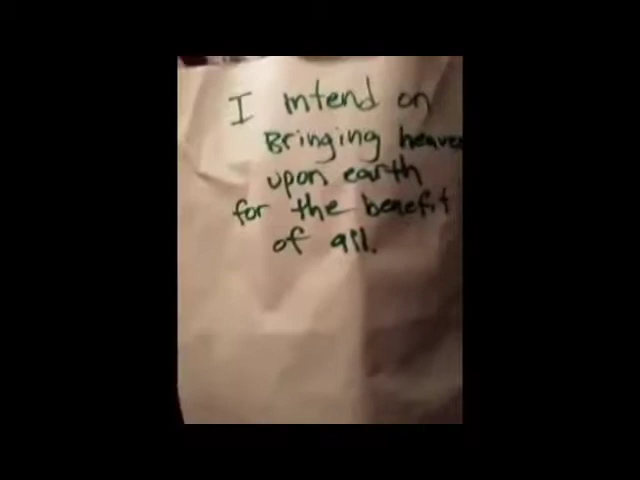 I intend on
Bringing heave
upon earth
for the benefit
of all.